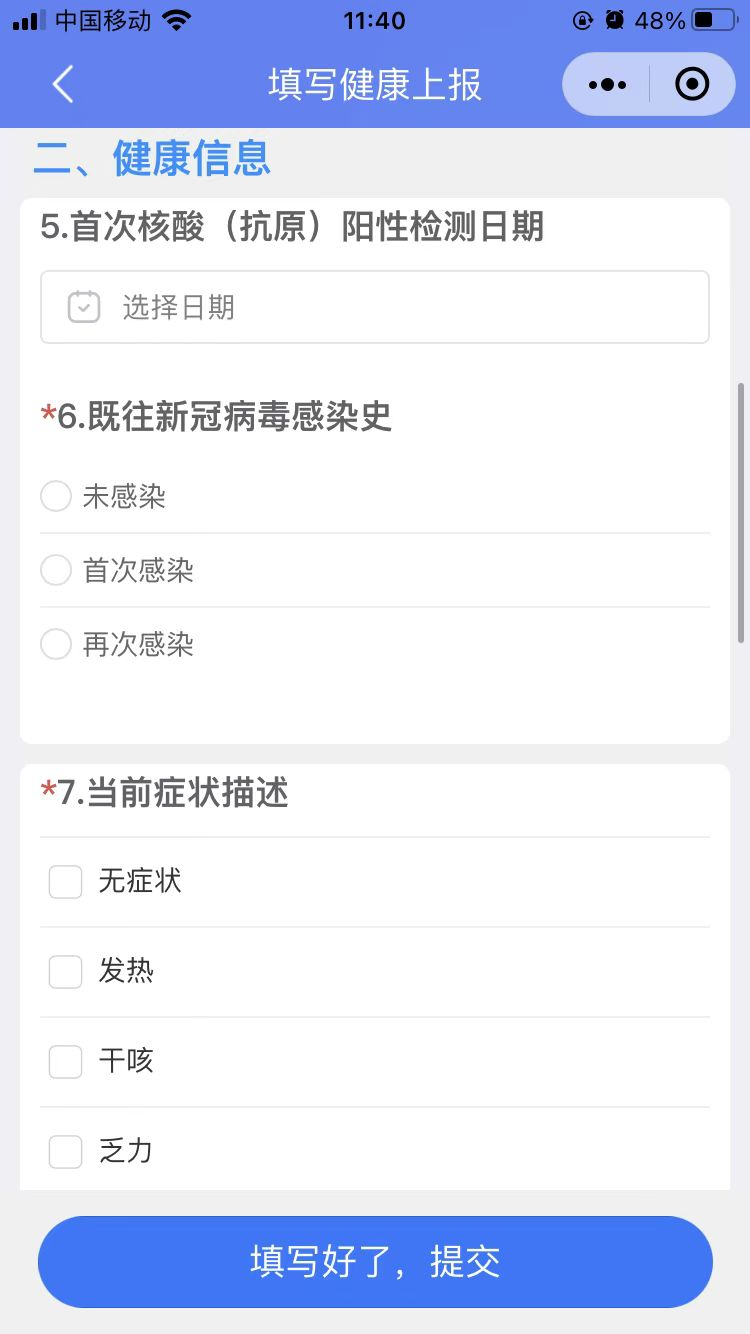 中国移动 11:40 48%
填写健康上报
二、健康信息
5.首次核酸（抗原）阳性检测日期
选择日期
*6.既往新冠病毒感染史
未感染
首次感染
再次感染
*7.当前症状描述
无症状
发热
干咳
乏力
填写好了，提交